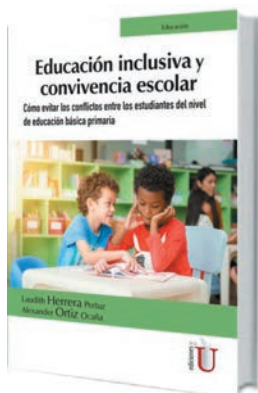 Educación
Educación inclusiva y
convivencia escolar
Cómo evitar los conflictos entre los estudiantes del nivel
de educación básica primaria
Laudith Herrera Perbuz
Alexander Ortiz Ocaña
ediciones
U